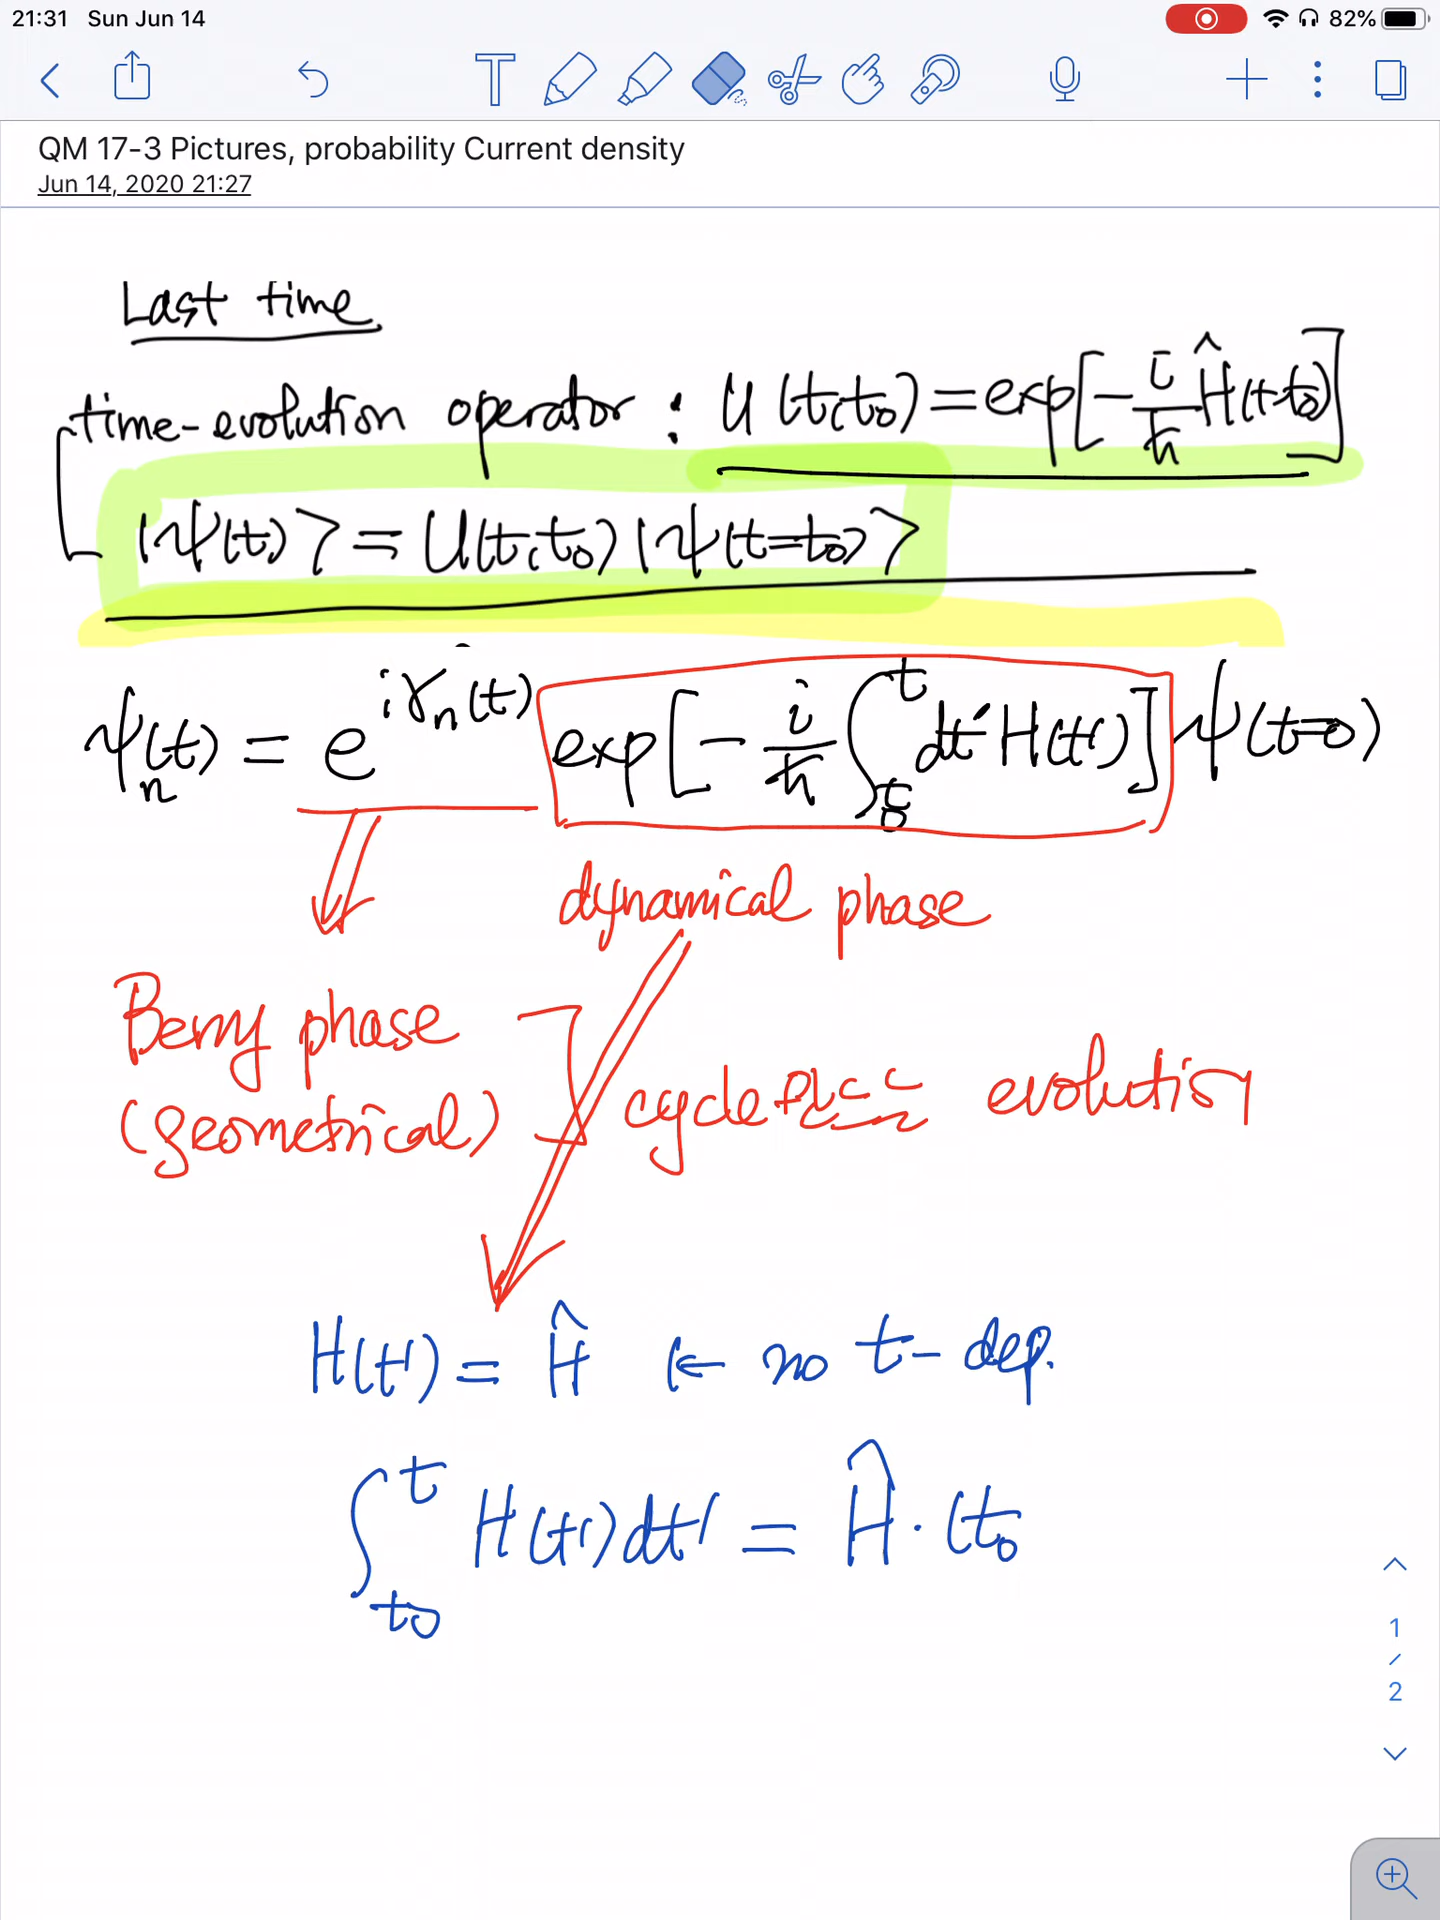 21:31 Sun Jun 14
82%
T
QM 17-3 Pictures, probability Current density
Jun 14, 2020 21:27
Last time
time-evolution operator : U(t,t₀) = exp[-i/ħ Ĥ(t-t₀)]
|ψ(t)> = U(t,t₀)|ψ(t=t₀)>
ψₙ(t) = e^{iγₙ(t)} exp[-i/ħ ∫_{t₀}^{t} dt' H(t')] ψ(t=0)
dynamical phase
Berry phase
(geometrical)
cycle evolution
H(t') = Ĥ ← no t-dep.
∫_{t₀}^{t} H(t')dt' = Ĥ·(t₀
1
/
2